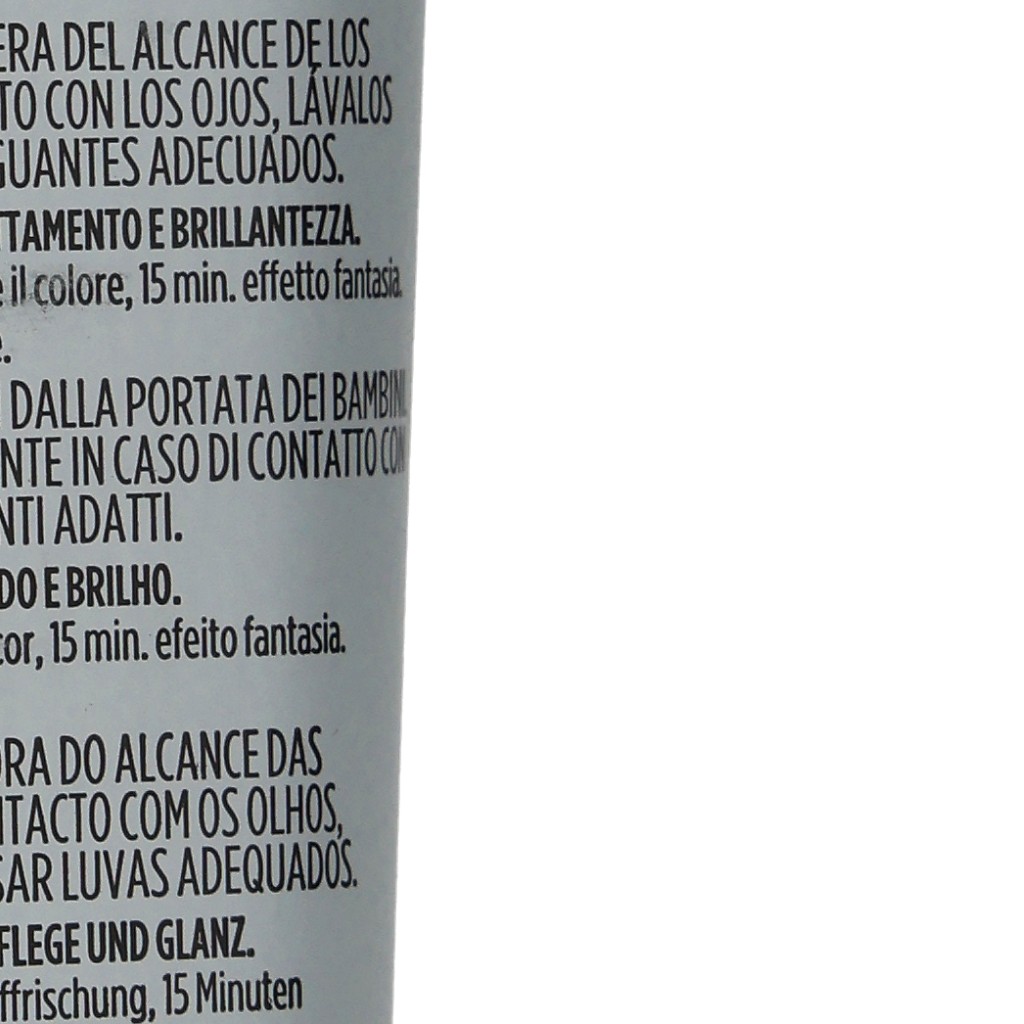 ERA DEL ALCANCE DE LOS
TO CON LOS OJOS, LÁVALOS
GUANTES ADECUADOS.
TTAMENTO E BRILLANTEZZA.
e il colore, 15 min. effetto fantasia.
e.
DALLA PORTATA DEI BAMBINI.
NTE IN CASO DI CONTATTO CON
NTI ADATTI.
DO E BRILHO.
cor, 15 min. efeito fantasia.
ORA DO ALCANCE DAS
NTACTO COM OS OLHOS,
SAR LUVAS ADEQUADOS.
FLEGE UND GLANZ.
ffrischung, 15 Minuten